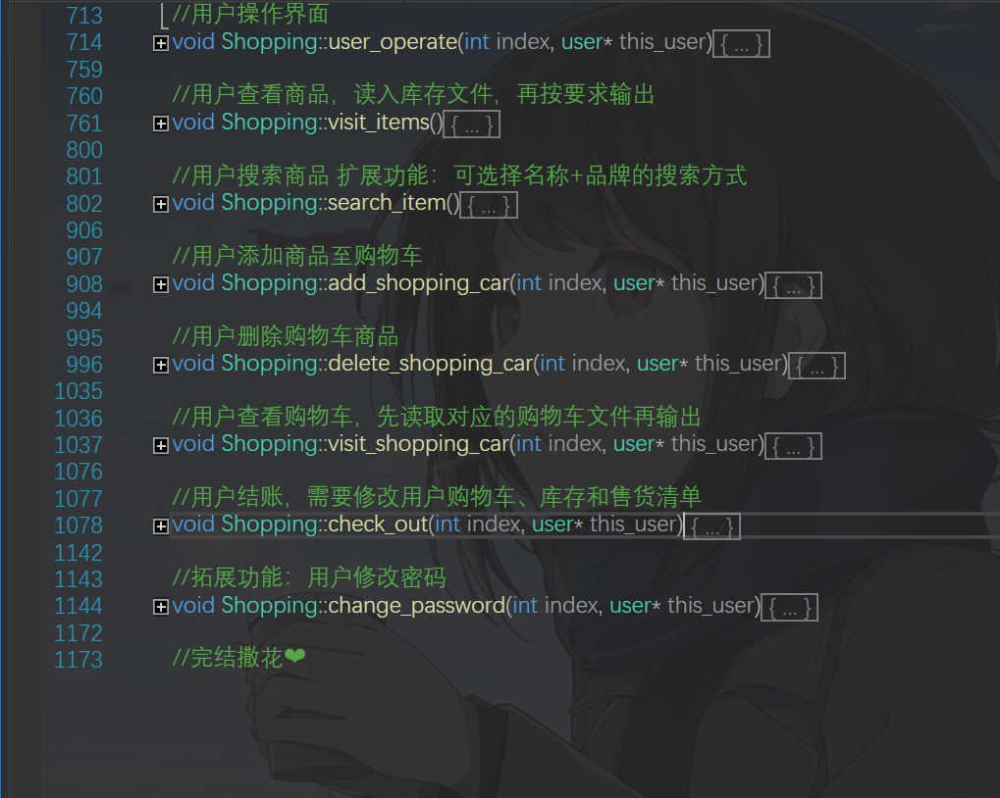 713 //用户操作界面
714 void Shopping::user_operate(int index, user* this_user){ ... }
759
760 //用户查看商品，读入库存文件，再按要求输出
761 void Shopping::visit_items(){ ... }
800
801 //用户搜索商品 扩展功能：可选择名称+品牌的搜索方式
802 void Shopping::search_item(){ ... }
906
907 //用户添加商品至购物车
908 void Shopping::add_shopping_car(int index, user* this_user){ ... }
994
995 //用户删除购物车商品
996 void Shopping::delete_shopping_car(int index, user* this_user){ ... }
1035
1036 //用户查看购物车，先读取对应的购物车文件再输出
1037 void Shopping::visit_shopping_car(int index, user* this_user){ ... }
1076
1077 //用户结账，需要修改用户购物车、库存和售货清单
1078 void Shopping::check_out(int index, user* this_user){ ... }
1142
1143 //拓展功能：用户修改密码
1144 void Shopping::change_password(int index, user* this_user){ ... }
1172
1173 //完结撒花❤